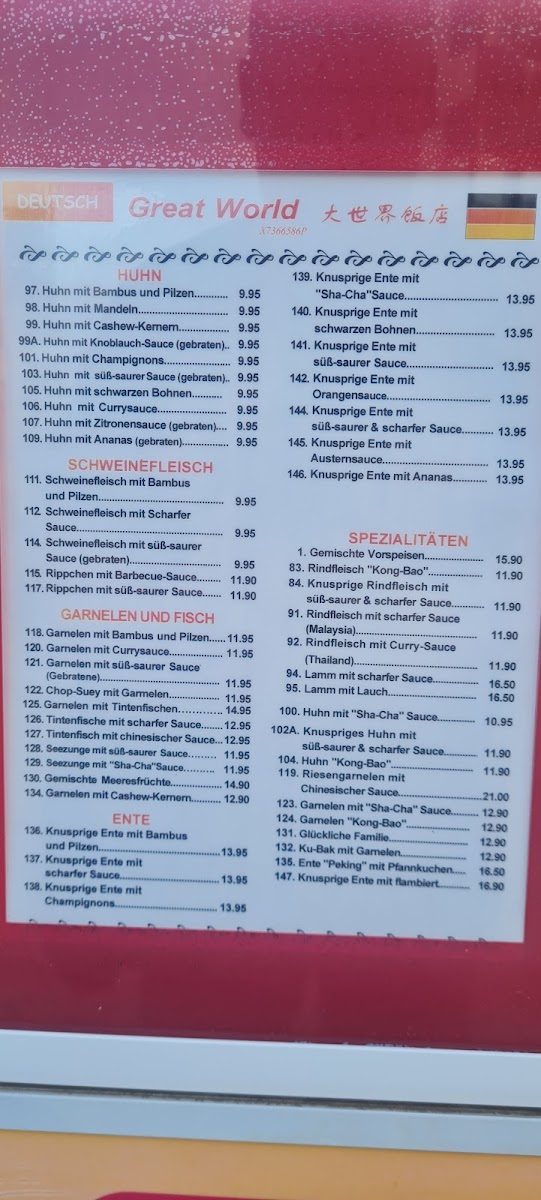 DEUTSCH
Great World 大世界飯店
X7366586P
HUHN
97. Huhn mit Bambus und Pilzen............ 9.95
98. Huhn mit Mandeln................................ 9.95
99. Huhn mit Cashew-Kernern.................. 9.95
99A. Huhn mit Knoblauch-Sauce (gebraten).. 9.95
101. Huhn mit Champignons........................ 9.95
103. Huhn mit süß-saurer Sauce (gebraten).. 9.95
105. Huhn mit schwarzen Bohnen........... 9.95
106. Huhn mit Currysauce......................... 9.95
107. Huhn mit Zitronensauce (gebraten).... 9.95
109. Huhn mit Ananas (gebraten)................. 9.95
SCHWEINEFLEISCH
111. Schweinefleisch mit Bambus
und Pilzen............................................. 9.95
112. Schweinefleisch mit Scharfer
Sauce..................................................... 9.95
114. Schweinefleisch mit süß-saurer
Sauce (gebraten)................................. 9.95
115. Rippchen mit Barbecue-Sauce........ 11.90
117. Rippchen mit süß-saurer Sauce....... 11.90
GARNELEN UND FISCH
118. Garnelen mit Bambus und Pilzen...... 11.95
120. Garnelen mit Currysauce................... 11.95
121. Garnelen mit süß-saurer Sauce
(Gebratene).......................................... 11.95
122. Chop-Suey mit Garnelen.................. 11.95
125. Garnelen mit Tintenfischen............. 14.95
126. Tintenfische mit scharfer Sauce....... 12.95
127. Tintenfisch mit chinesischer Sauce... 12.95
128. Seezunge mit süß-saurer Sauce......... 11.95
129. Seezunge mit "Sha-Cha"Sauce......... 11.95
130. Gemischte Meeresfrüchte.................. 14.90
134. Garnelen mit Cashew-Kernern.......... 12.90
ENTE
136. Knusprige Ente mit Bambus
und Pilzen............................................ 13.95
137. Knusprige Ente mit
scharfer Sauce.................................... 13.95
138. Knusprige Ente mit
Champignons...................................... 13.95
139. Knusprige Ente mit
"Sha-Cha"Sauce................................ 13.95
140. Knusprige Ente mit
schwarzen Bohnen............................ 13.95
141. Knusprige Ente mit
süß-saurer Sauce............................... 13.95
142. Knusprige Ente mit
Orangensauce.................................... 13.95
144. Knusprige Ente mit
süß-saurer & scharfer Sauce........... 13.95
145. Knusprige Ente mit
Austernsauce..................................... 13.95
146. Knusprige Ente mit Ananas............ 13.95
SPEZIALITÄTEN
1. Gemischte Vorspeisen.................... 15.90
83. Rindfleisch "Kong-Bao".................. 11.90
84. Knusprige Rindfleisch mit
süß-saurer & scharfer Sauce........... 11.90
91. Rindfleisch mit scharfer Sauce
(Malaysia).......................................... 11.90
92. Rindfleisch mit Curry-Sauce
(Thailand)........................................... 11.90
94. Lamm mit scharfer Sauce............... 16.50
95. Lamm mit Lauch............................... 16.50
100. Huhn mit "Sha-Cha" Sauce............. 10.95
102A. Knuspriges Huhn mit
süß-saurer & scharfer Sauce........... 11.90
104. Huhn "Kong-Bao"............................ 11.90
119. Riesengarnelen mit
Chinesischer Sauce........................... 21.00
123. Garnelen mit "Sha-Cha" Sauce......... 12.90
124. Garnelen "Kong-Bao"...................... 12.90
131. Glückliche Familie........................... 12.90
132. Ku-Bak mit Garnelen....................... 12.90
135. Ente "Peking" mit Pfannkuchen..... 16.50
147. Knusprige Ente mit flambiert.......... 16.90